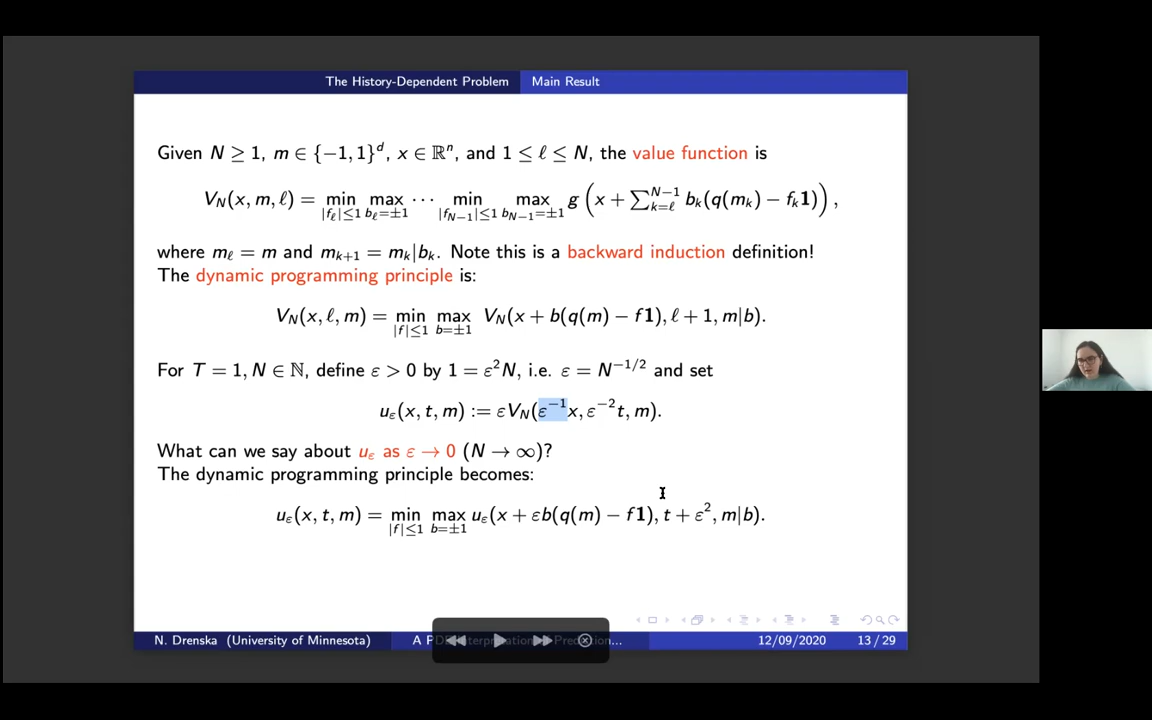 The History-Dependent Problem Main Result
Given N ≥ 1, m ∈ {−1, 1}^d, x ∈ ℝ^n, and 1 ≤ ℓ ≤ N, the value function is
V_N(x, m, ℓ) = min_{|f_ℓ|≤1} max_{b_ℓ=±1} ⋯ min_{|f_{N−1}|≤1} max_{b_{N−1}=±1} g (x + ∑_{k=ℓ}^{N−1} b_k(q(m_k) − f_k 𝟏)),
where m_ℓ = m and m_{k+1} = m_k|b_k. Note this is a backward induction definition!
The dynamic programming principle is:
V_N(x, ℓ, m) = min_{|f|≤1} max_{b=±1} V_N(x + b(q(m) − f𝟏), ℓ + 1, m|b).
For T = 1, N ∈ ℕ, define ε > 0 by 1 = ε²N, i.e. ε = N^{−1/2} and set
u_ε(x, t, m) := εV_N(ε^{−1}x, ε^{−2}t, m).
What can we say about u_ε as ε → 0 (N → ∞)?
The dynamic programming principle becomes:
u_ε(x, t, m) = min_{|f|≤1} max_{b=±1} u_ε(x + εb(q(m) − f𝟏), t + ε², m|b).
N. Drenska (University of Minnesota) A PD Interpretation Prediction... 12/09/2020 13 / 29